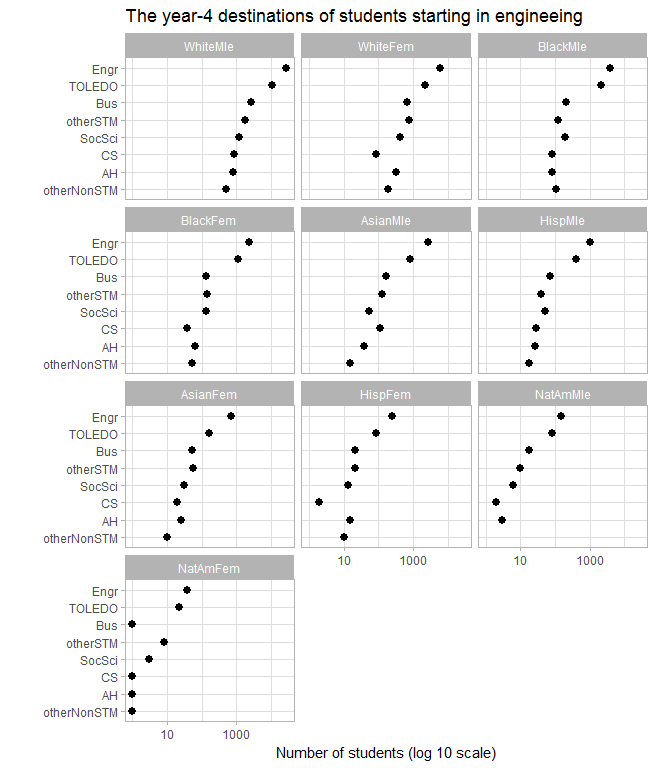 The year-4 destinations of students starting in engineeing
WhiteMle WhiteFem BlackMle
Engr
TOLEDO
Bus
otherSTM
SocSci
CS
AH
otherNonSTM
BlackFem AsianMle HispMle
Engr
TOLEDO
Bus
otherSTM
SocSci
CS
AH
otherNonSTM
AsianFem HispFem NatAmMle
Engr
TOLEDO
Bus
otherSTM
SocSci
CS
AH
otherNonSTM
10 1000 10 1000
NatAmFem
Engr
TOLEDO
Bus
otherSTM
SocSci
CS
AH
otherNonSTM
10 1000
Number of students (log 10 scale)